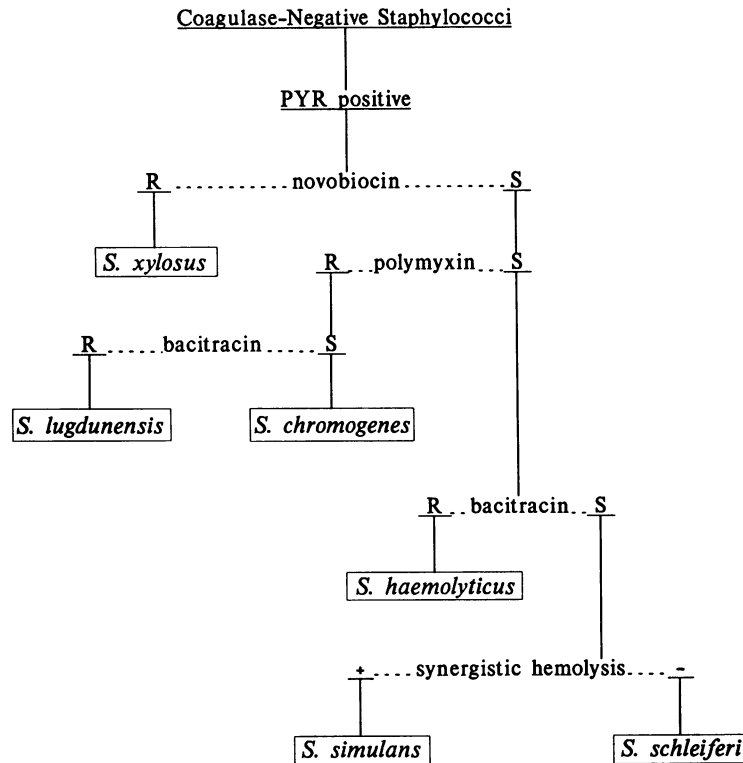 Coagulase-Negative Staphylococci
PYR positive
R novobiocin S
S. xylosus
R polymyxin S
R bacitracin S
S. lugdunensis S. chromogenes
R bacitracin S
S. haemolyticus
+ synergistic hemolysis -
S. simulans S. schleiferi